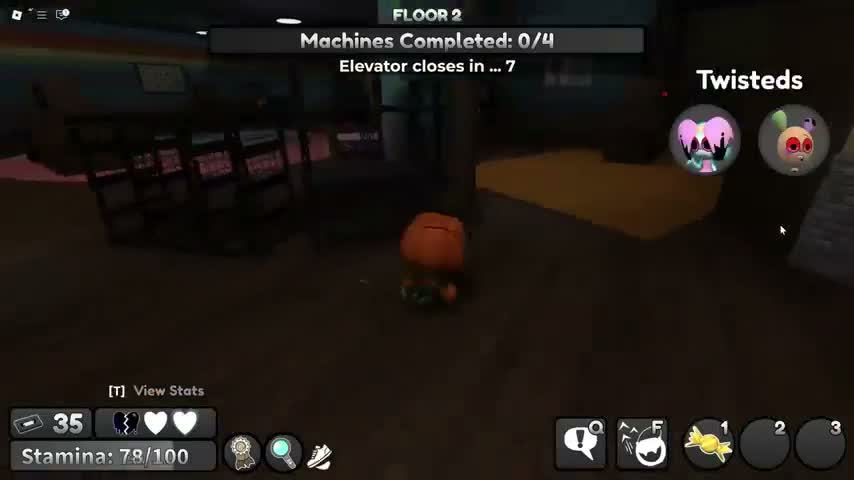 FLOOR 2
Machines Completed: 0/4
Elevator closes in ... 7
Twisteds
[T] View Stats
35
Stamina: 78/100
Q
F
1
2
3